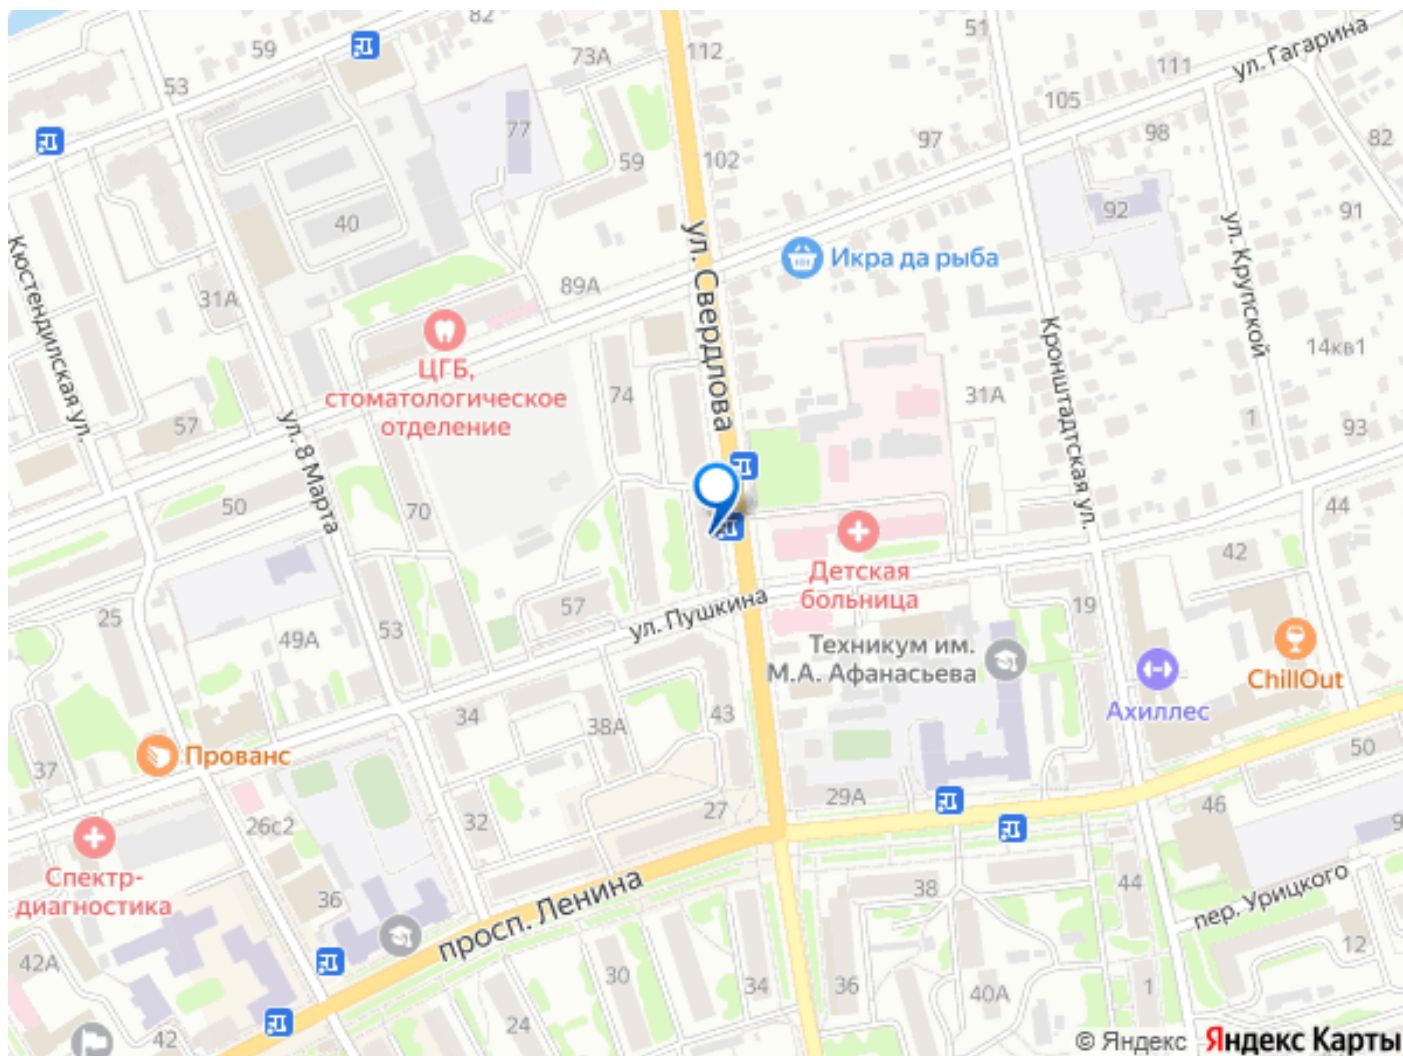 82
59
73А
112
51
ул. Гагарина
111
53
105
77
97
98
82
59
102
40
92
91
ул. Свердлова
ул. Крупской
Кюстендилская ул.
Икра да рыба
31А
89А
Кронштадтская ул.
14кв1
ЦГБ,
стоматологическое
отделение
74
31А
57
ул. 8 Марта
1
93
50
70
44
42
Детская
больница
25
57
ул. Пушкина
19
49А
53
Техникум им.
М.А. Афанасьева
ChillOut
34
38А
43
Ахиллес
37
Прованс
50
29А
46
26с2
32
27
9
Спектр-
диагностика
36
просп. Ленина
38
44
пер. Урицкого
42А
12
30
34
36
40А
1
42
24
© Яндекс Яндекс Карты